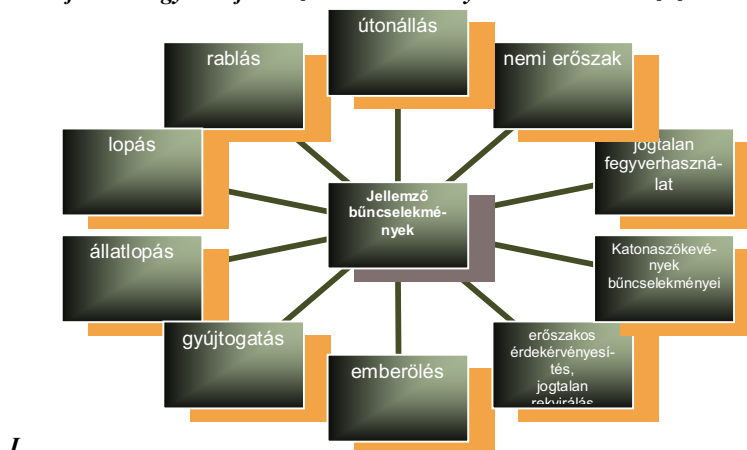 útonállás
nemi erőszak
jogtalan
fegyverhaszná-
lat
Katonaszökevé-
nyek
bűncselekményei
erőszakos
érdekérvényesí-
tés,
jogtalan
rekvirálás
emberölés
gyújtogatás
állatlopás
lopás
rablás
Jellemző
bűncselekmé-
nyek
I